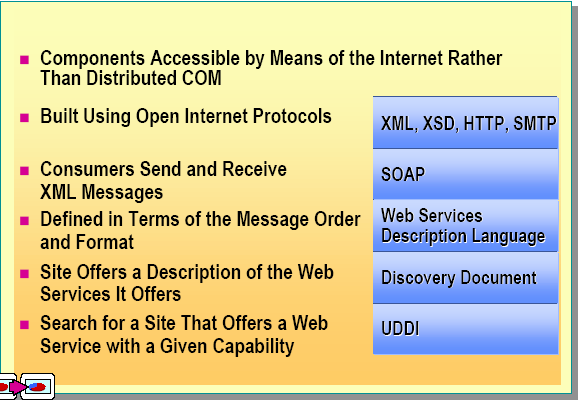 Components Accessible by Means of the Internet Rather
Than Distributed COM
Built Using Open Internet Protocols
XML, XSD, HTTP, SMTP
Consumers Send and Receive
XML Messages
SOAP
Defined in Terms of the Message Order
and Format
Web Services
Description Language
Site Offers a Description of the Web
Services It Offers
Discovery Document
Search for a Site That Offers a Web
Service with a Given Capability
UDDI